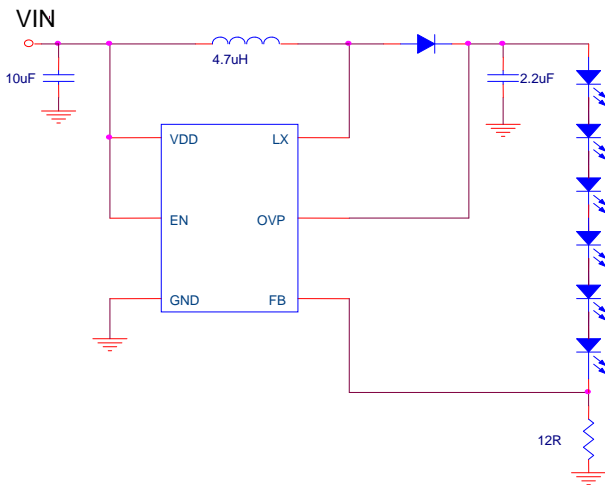 VIN
10uF
4.7uH
2.2uF
VDD
LX
EN
OVP
GND
FB
12R